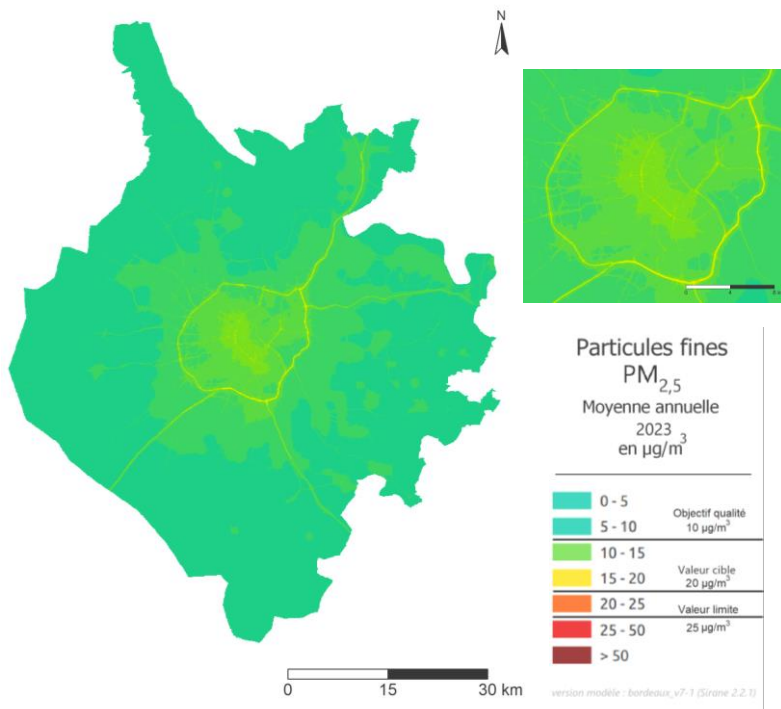 N
Particules fines
PM2,5
Moyenne annuelle
2023
en µg/m3
0 - 5
5 - 10
Objectif qualité
10 µg/m3
10 - 15
15 - 20
Valeur cible
20 µg/m3
20 - 25
Valeur limite
25 - 50
25 µg/m3
> 50
version modèle : bordeaux_v7-1 (Sirane 2.2.1)
0 15 30 km